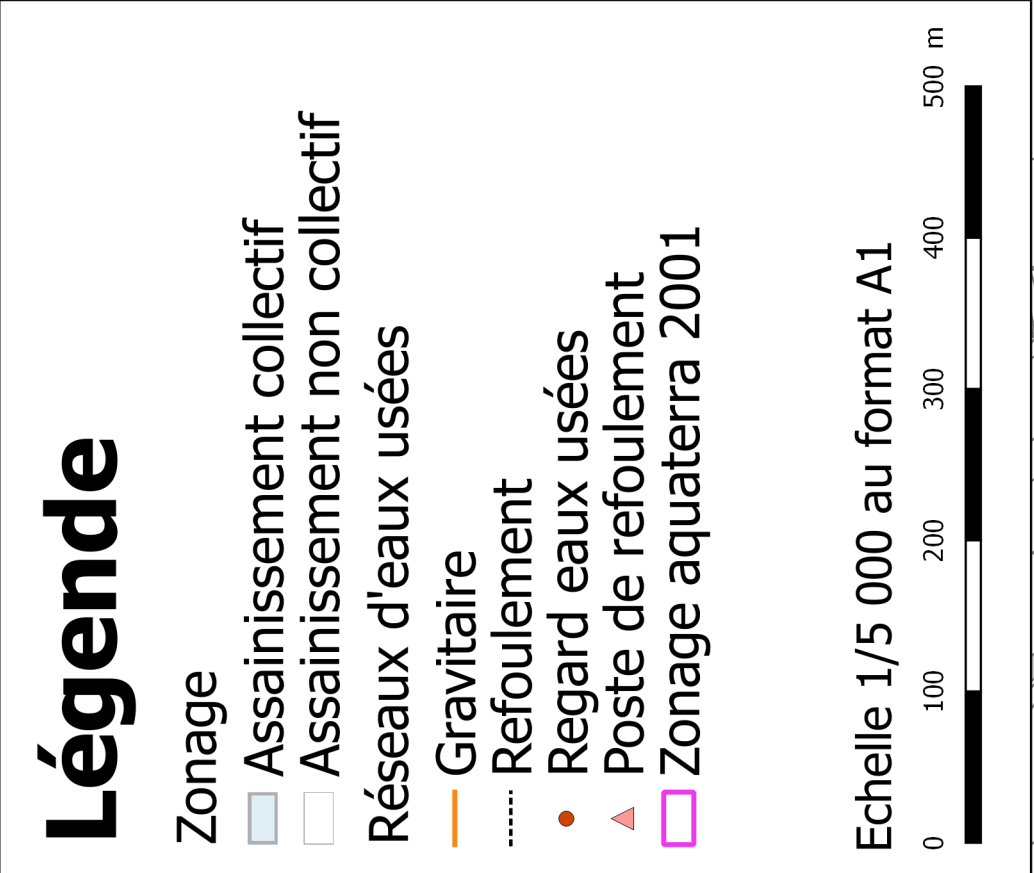 Légende
Zonage
Assainissement collectif
Assainissement non collectif
Réseaux d'eaux usées
Gravitaire
Refoulement
Regard eaux usées
Poste de refoulement
Zonage aquaterra 2001
Echelle 1/5 000 au format A1
0 100 200 300 400 500 m